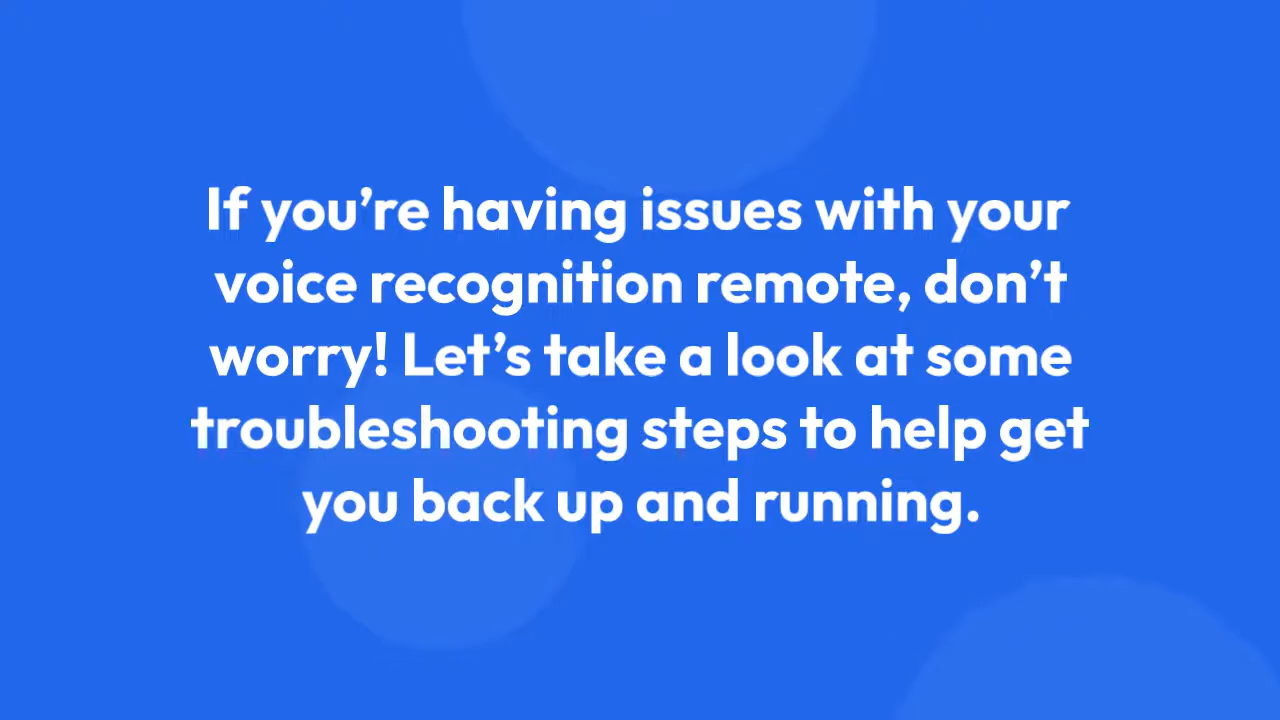 If you’re having issues with your
voice recognition remote, don’t
worry! Let’s take a look at some
troubleshooting steps to help get
you back up and running.